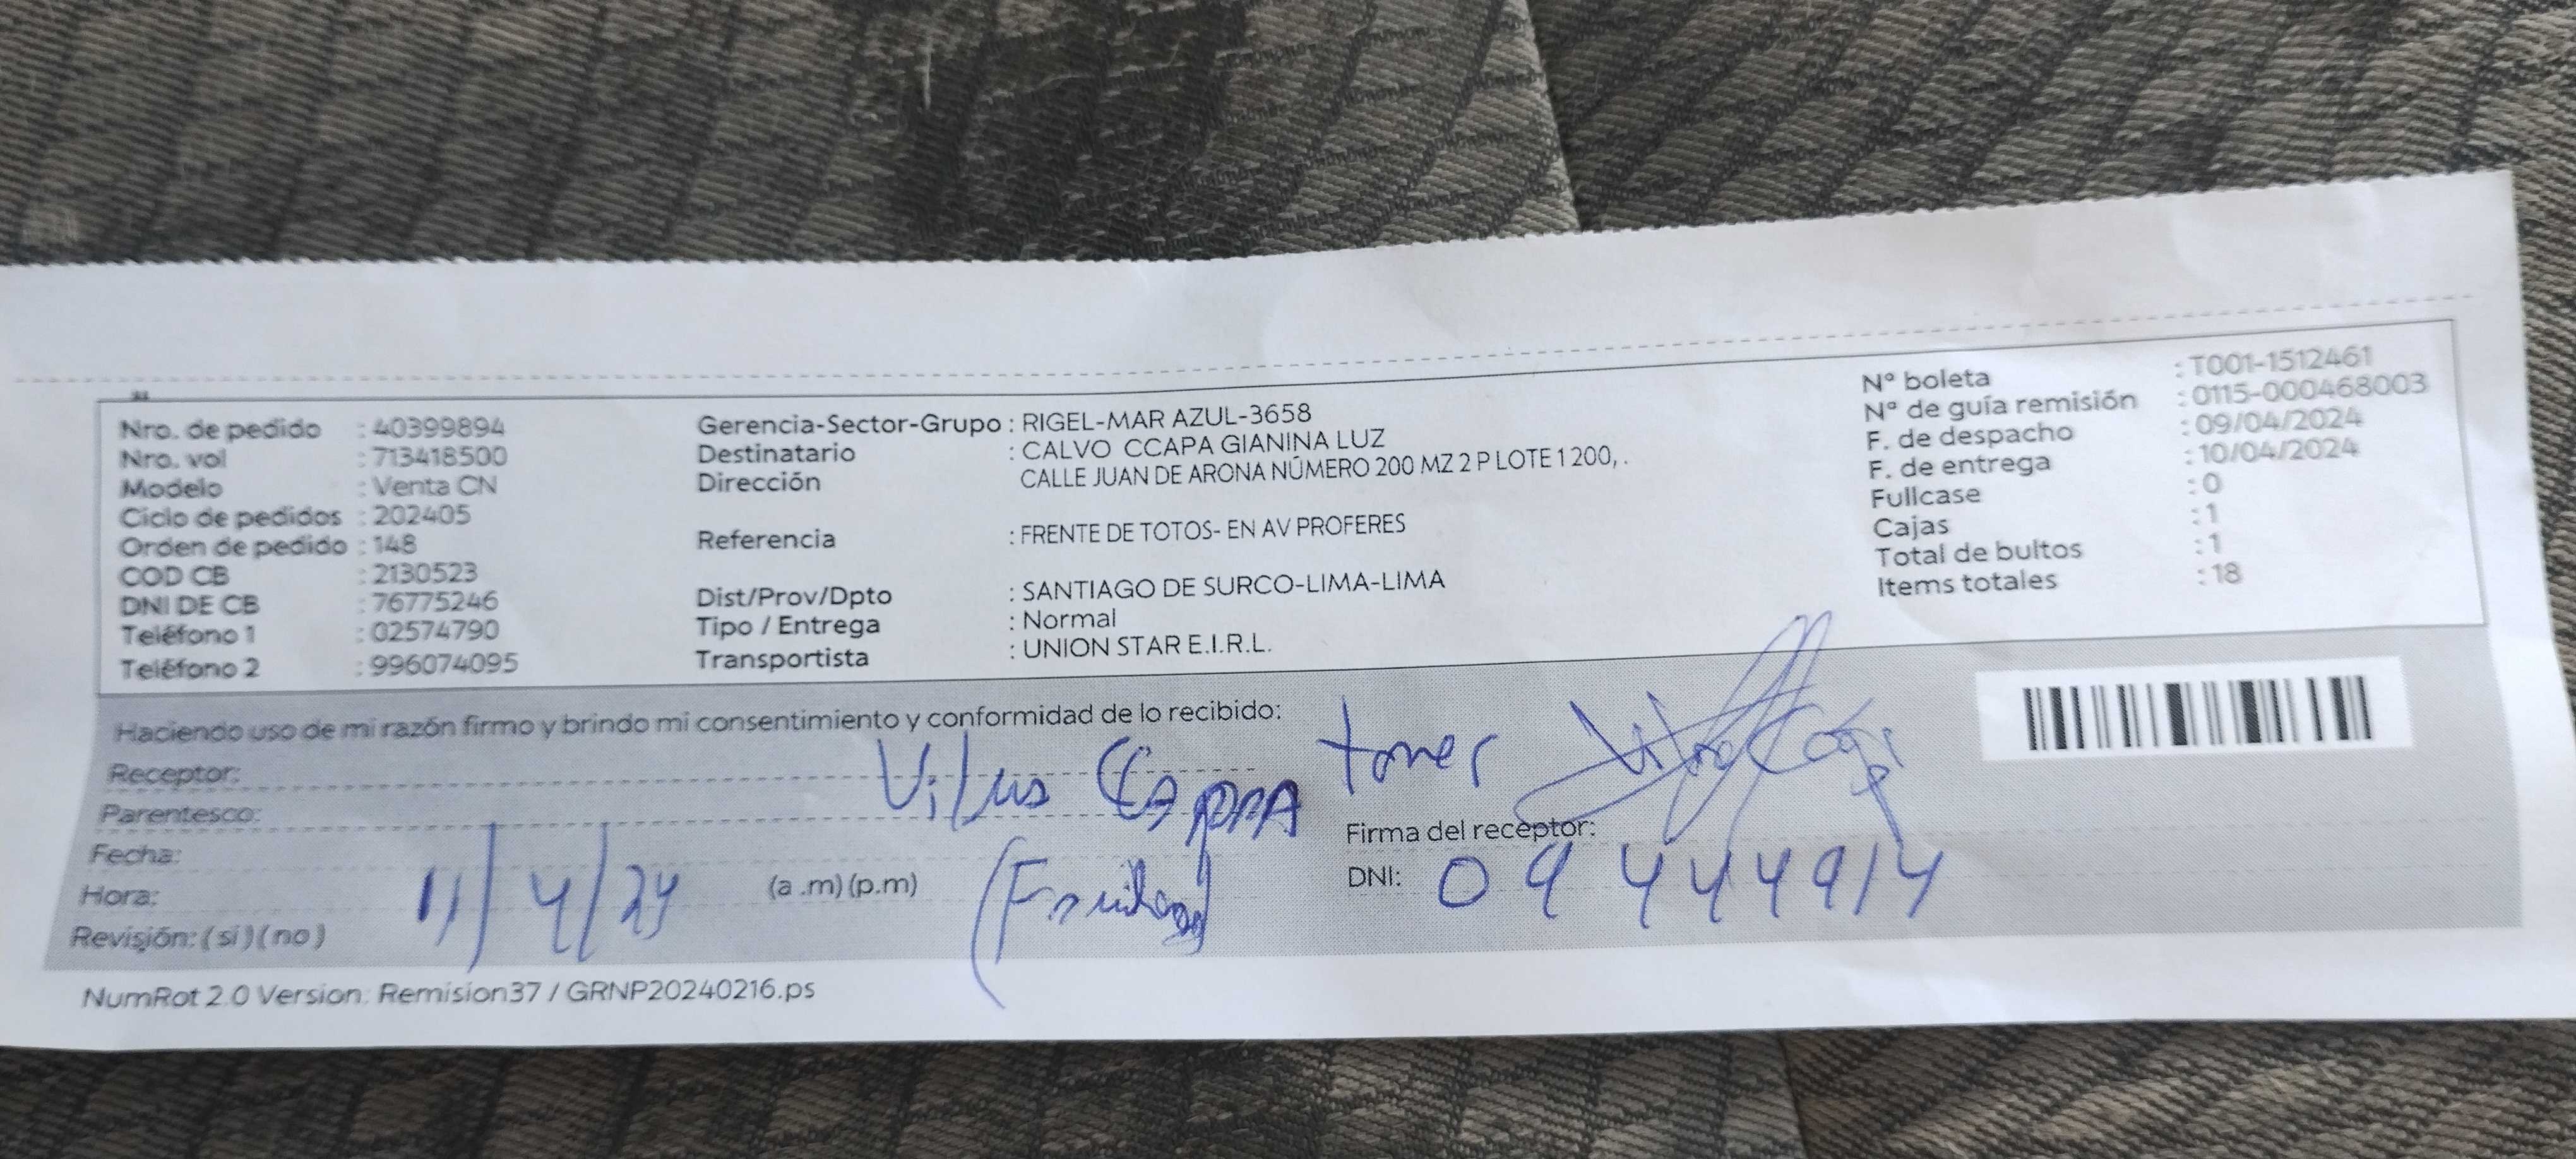 Nro. de pedido : 40399894
Nro. vol : 713418500
Modelo : Venta CN
Ciclo de pedidos : 202405
Orden de pedido : 148
COD CB : 2130523
DNI DE CB : 76775246
Teléfono 1 : 02574790
Teléfono 2 : 996074095
Gerencia-Sector-Grupo : RIGEL-MAR AZUL-3658
Destinatario : CALVO CCAPA GIANINA LUZ
Dirección CALLE JUAN DE ARONA NÚMERO 200 MZ 2 P LOTE 1 200, .
Referencia : FRENTE DE TOTOS- EN AV PROFERES
Dist/Prov/Dpto : SANTIAGO DE SURCO-LIMA-LIMA
Tipo / Entrega : Normal
Transportista : UNION STAR E.I.R.L.
Nº boleta : T001-1512461
Nº de guía remisión : 0115-000468003
F. de despacho : 09/04/2024
F. de entrega : 10/04/2024
Fullcase : 0
Cajas : 1
Total de bultos : 1
Items totales : 18
Haciendo uso de mi razón firmo y brindo mi consentimiento y conformidad de lo recibido:
Receptor:
Parentesco:
Fecha:
Hora: 11/4/24 (a .m) (p.m)
Revisión: ( si ) ( no )
Firma del receptor:
DNI: 09444914
NumRot 2.0 Version: Remision37 / GRNP20240216.ps